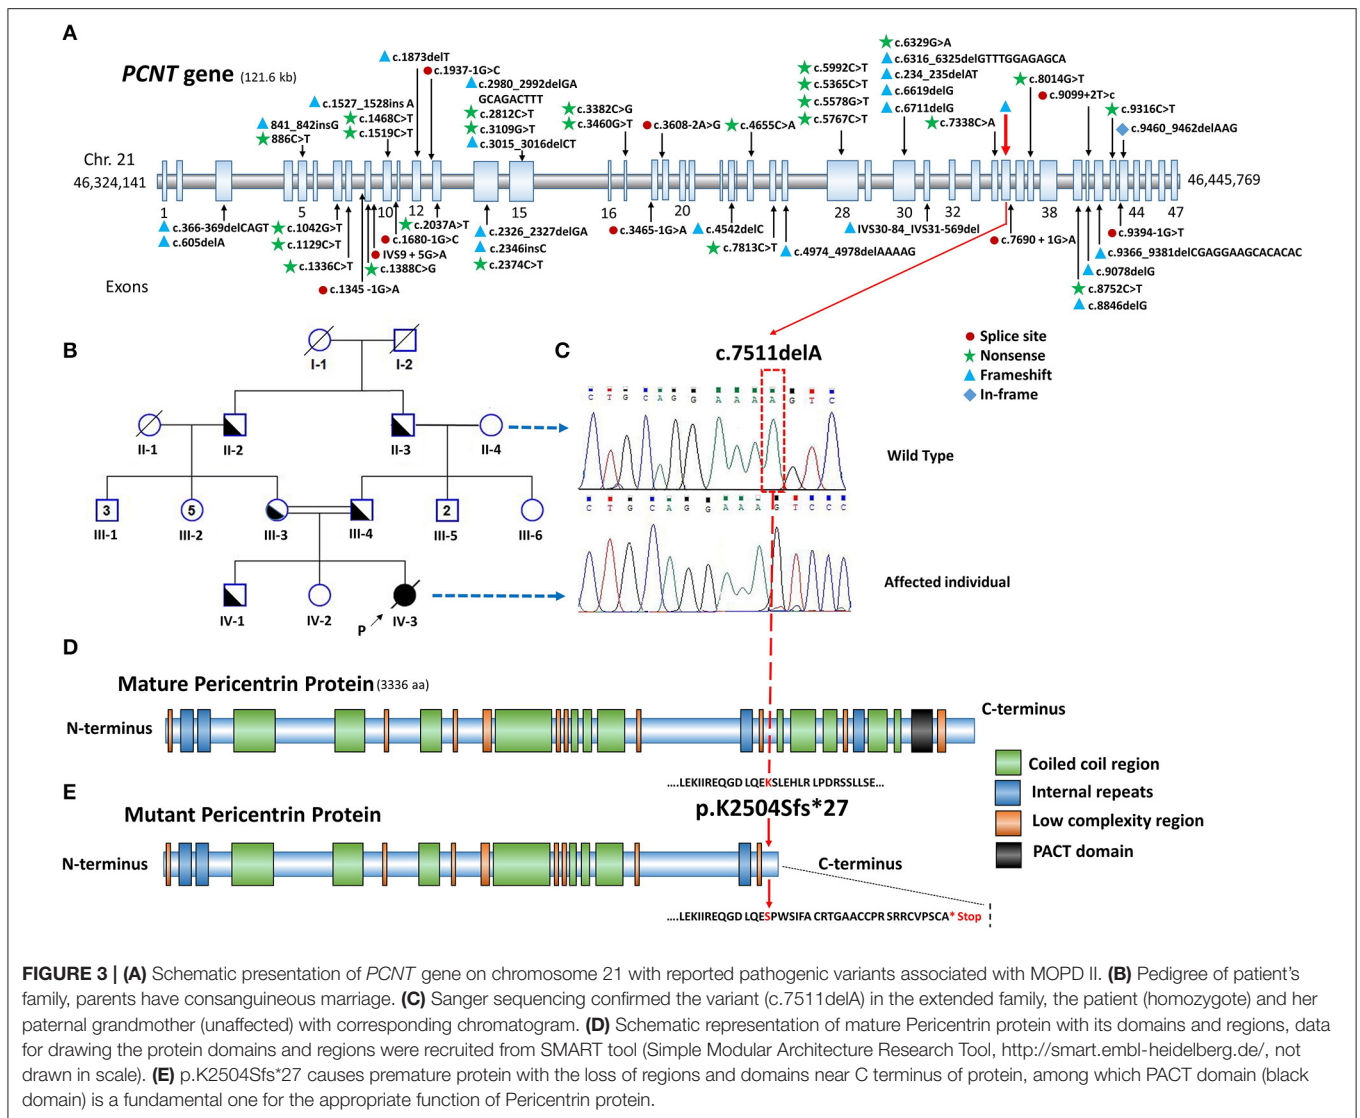 A
PCNT gene (121.6 kb)
c.1873delT
c.1937-1G>C
c.1527_1528ins A
c.1468C>T
c.1519C>T
841_842insG
886C>T
c.2980_2992delGA
GCAGACTTT
c.2812C>T
c.3109G>T
c.3015_3016delCT
c.3382C>G
c.3460G>T
c.3608-2A>G
c.4655C>A
c.5992C>T
c.5365C>T
c.5578G>T
c.5767C>T
c.6329G>A
c.6316_6325delGTTTGGAGAGCA
c.234_235delAT
c.6619delG
c.6711delG
c.7338C>A
c.8014G>T
c.9099+2T>c
c.9316C>T
c.9460_9462delAAG
Chr. 21
46,324,141
46,445,769
1 5 10 12 15 16 20 28 30 32 38 44 47
c.366-369delCAGT
c.605delA
c.1042G>T
c.1129C>T
c.1336C>T
c.1345 -1G>A
c.2037A>T
c.1680-1G>C
IVS9 + 5G>A
c.1388C>G
c.2326_2327delGA
c.2346insC
c.2374C>T
c.3465-1G>A
c.4542delC
c.7813C>T
c.4974_4978delAAAAG
IVS30-84_IVS31-569del
c.7690 + 1G>A
c.9394-1G>T
c.9366_9381delCGAGGAAGCACACAC
c.9078delG
c.8752C>T
c.8846delG
Exons
Splice site
Nonsense
Frameshift
In-frame
B
I-1 I-2
II-1 II-2 II-3 II-4
3 5 2
III-1 III-2 III-3 III-4 III-5 III-6
IV-1 IV-2 IV-3
P
C
c.7511delA
C T G C A G G A A A A G T C
Wild Type
C T G C A G G A A A G T C C C
Affected individual
D
Mature Pericentrin Protein (3336 aa)
N-terminus
C-terminus
....LEKIIREQGD LQEKSLEHLR LPDRSSLLSE...
Coiled coil region
Internal repeats
Low complexity region
PACT domain
E
Mutant Pericentrin Protein
p.K2504Sfs*27
N-terminus
C-terminus
....LEKIIREQGD LQESPWSIFA CRTGAACCPR SRRCVPSCA* Stop
FIGURE 3 | (A) Schematic presentation of PCNT gene on chromosome 21 with reported pathogenic variants associated with MOPD II. (B) Pedigree of patient's
family, parents have consanguineous marriage. (C) Sanger sequencing confirmed the variant (c.7511delA) in the extended family, the patient (homozygote) and her
paternal grandmother (unaffected) with corresponding chromatogram. (D) Schematic representation of mature Pericentrin protein with its domains and regions, data
for drawing the protein domains and regions were recruited from SMART tool (Simple Modular Architecture Research Tool, http://smart.embl-heidelberg.de/, not
drawn in scale). (E) p.K2504Sfs*27 causes premature protein with the loss of regions and domains near C terminus of protein, among which PACT domain (black
domain) is a fundamental one for the appropriate function of Pericentrin protein.